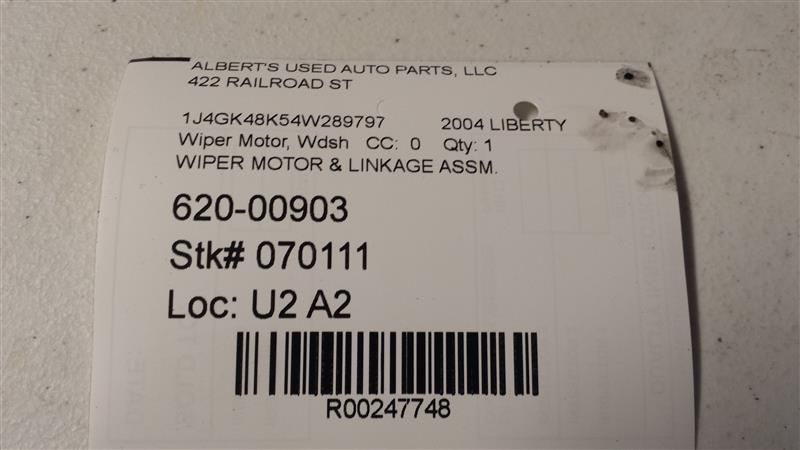 ALBERT'S USED AUTO PARTS, LLC
422 RAILROAD ST
1J4GK48K54W289797 2004 LIBERTY
Wiper Motor, Wdsh CC: 0 Qty: 1
WIPER MOTOR & LINKAGE ASSM.
620-00903
Stk# 070111
Loc: U2 A2
R00247748